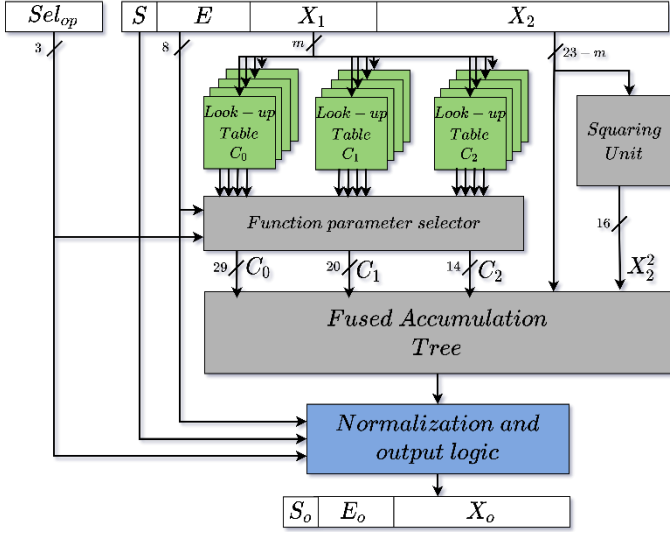 Sel_op S E X_1 X_2
3 8 m 23 − m
Look − up Look − up Look − up
Table Table Table
C_0 C_1 C_2
Squaring
Unit
Function parameter selector
16
29 C_0 20 C_1 14 C_2 X_2^2
Fused Accumulation
Tree
Normalization and
output logic
S_o E_o X_o